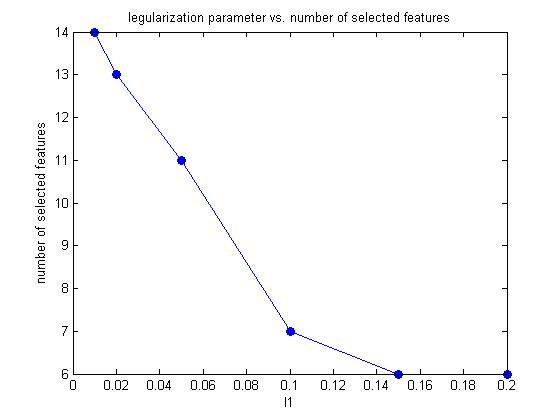 legularization parameter vs. number of selected features
number of selected features
14
13
12
11
10
9
8
7
6
0 0.02 0.04 0.06 0.08 0.1 0.12 0.14 0.16 0.18 0.2
l1